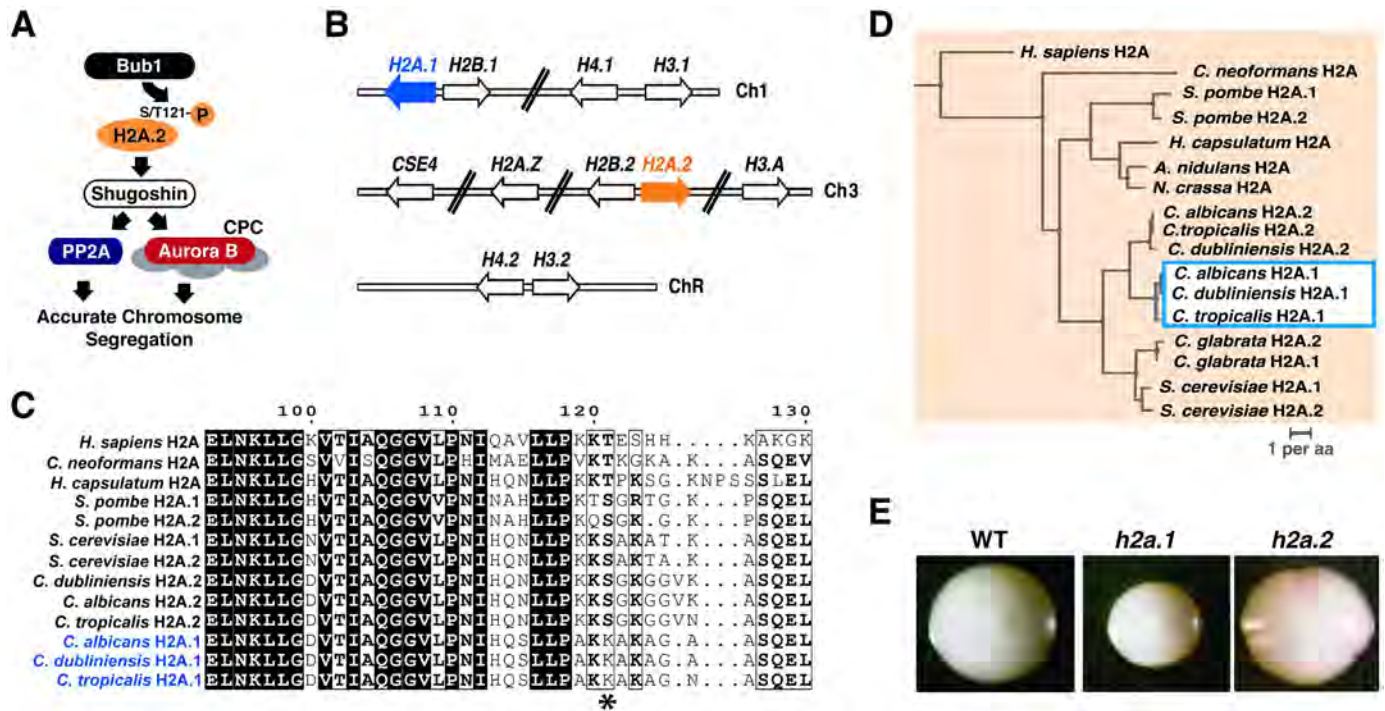 A
Bub1
S/T121-P
H2A.2
Shugoshin
CPC
PP2A Aurora B
Accurate Chromosome
Segregation
B
H2A.1 H2B.1 H4.1 H3.1
Ch1
CSE4 H2A.Z H2B.2 H2A.2 H3.A
Ch3
H4.2 H3.2
ChR
C
100 110 120 130
H. sapiens H2A ELNKLLGKVTIAQGGVLPNIQAVLLPKKTESHH.....KAKGK
C. neoformans H2A ELNKLLGSVVISQGGVLPHIMAELLPVKTKGKA.K...ASQEV
H. capsulatum H2A ELNKLLGHVTIAQGGVLPNIHQNLLPKKTPKSG.KNPSSSLEL
S. pombe H2A.1 ELNKLLGHVTIAQGGVVPNINAHLLPKTSGRTG.K...PSQEL
S. pombe H2A.2 ELNKLLGHVTIAQGGVVPNINAHLLPKQSGK.G.K...PSQEL
S. cerevisiae H2A.1 ELNKLLGNVTIAQGGVLPNIHQNLLPKKSAKAT.K...ASQEL
S. cerevisiae H2A.2 ELNKLLGNVTIAQGGVLPNIHQNLLPKKSAKTA.K...ASQEL
C. dubliniensis H2A.2 ELNKLLGDVTIAQGGVLPNIHQNLLPKKSGKGGVK...ASQEL
C. albicans H2A.2 ELNKLLGDVTIAQGGVLPNIHQNLLPKKSGKGGVK...ASQEL
C. tropicalis H2A.2 ELNKLLGDVTIAQGGVLPNIHQNLLPKKSGKGGVN...ASQEL
C. albicans H2A.1 ELNKLLGDVTIAQGGVLPNIHQSLLPAKKAKAG.A...ASQEL
C. dubliniensis H2A.1 ELNKLLGDVTIAQGGVLPNIHQSLLPAKKAKAG.A...ASQEL
C. tropicalis H2A.1 ELNKLLGDVTIAQGGVLPNIHQSLLPAKKAKAG.N...ASQEL
*
D
H. sapiens H2A
C. neoformans H2A
S. pombe H2A.1
S. pombe H2A.2
H. capsulatum H2A
A. nidulans H2A
N. crassa H2A
C. albicans H2A.2
C.tropicalis H2A.2
C. dubliniensis H2A.2
C. albicans H2A.1
C. dubliniensis H2A.1
C. tropicalis H2A.1
C. glabrata H2A.2
C. glabrata H2A.1
S. cerevisiae H2A.1
S. cerevisiae H2A.2
1 per aa
E
WT h2a.1 h2a.2